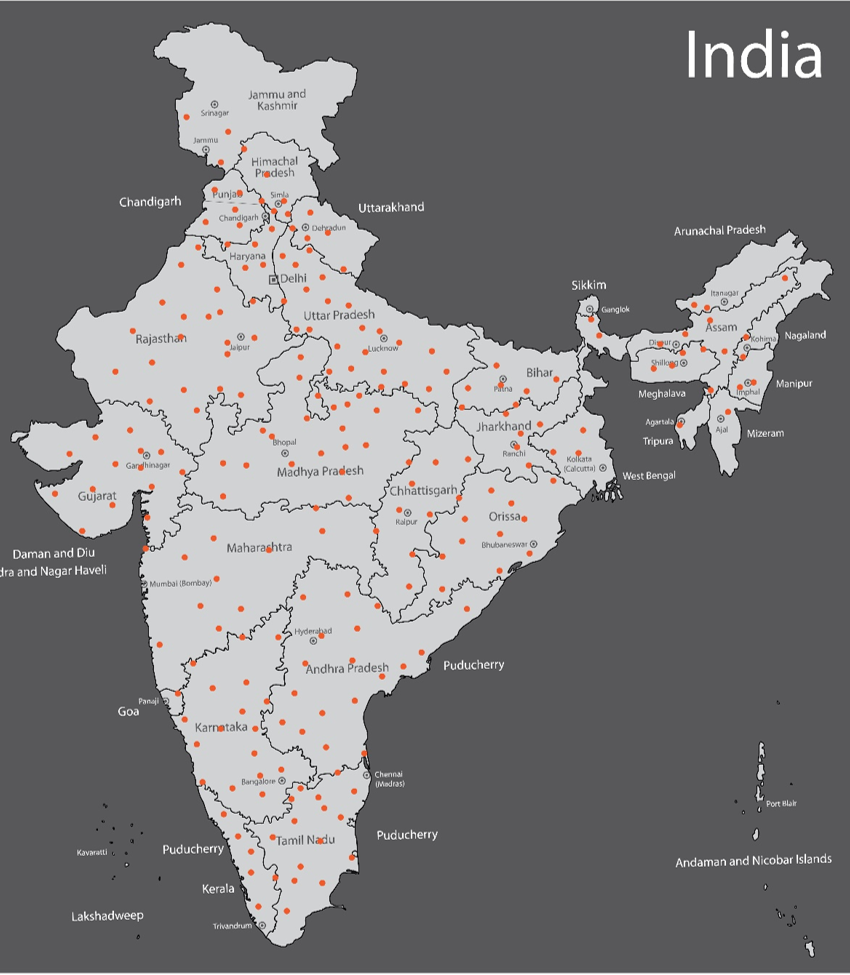 India
Jammu and
Kashmir
Srinagar
Jammu
Himachal
Pradesh
Punjab
Simla
Chandigarh
Chandigarh
Uttarakhand
Dehradun
Arunachal Pradesh
Haryana
Delhi
Sikkim
Itanagar
Gangtok
Uttar Pradesh
Assam
Rajasthan
Jaipur
Lucknow
Dispur
Kohima
Nagaland
Shillong
Bihar
Patna
Meghalava
Imphal
Manipur
Jharkhand
Agartala
Ajal
Mizeram
Tripura
Bhopal
Ranchi
Gandhinagar
Kolkata
(Calcutta)
Madhya Pradesh
West Bengal
Gujarat
Chhattisgarh
Raipur
Orissa
Bhubaneswar
Daman and Diu
dra and Nagar Haveli
Maharashtra
Mumbai (Bombay)
Hyderabad
Andhra Pradesh
Puducherry
Panaji
Goa
Karnataka
Bangalore
Chennai
(Madras)
Port Blair
Puducherry
Tamil Nadu
Kavaratti
Puducherry
Andaman and Nicobar Islands
Kerala
Lakshadweep
Trivandrum